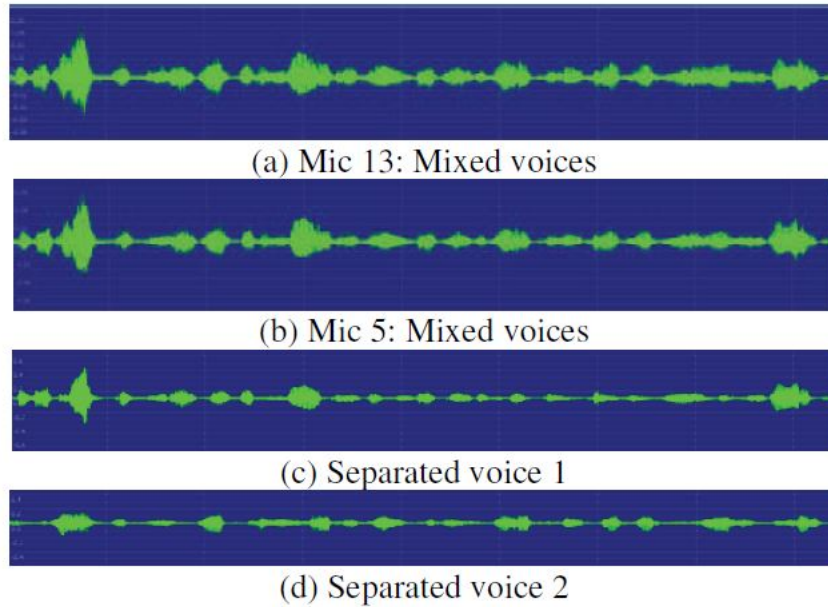 (a) Mic 13: Mixed voices
(b) Mic 5: Mixed voices
(c) Separated voice 1
(d) Separated voice 2